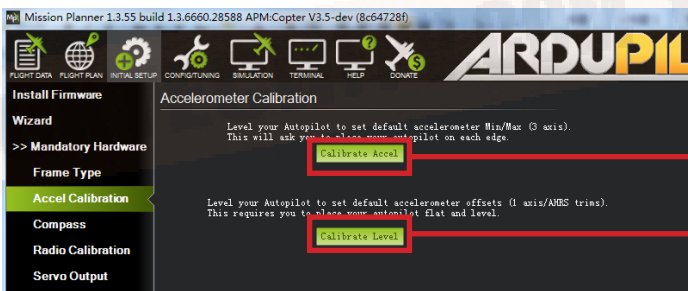 Mission Planner 1.3.55 build 1.3.6660.28588 APM:Copter V3.5-dev (8c64728f)
FLIGHT DATA FLIGHT PLAN INITIAL SETUP CONFIG/TUNING SIMULATION TERMINAL HELP DONATE
ARDUPIL
Install Firmware
Accelerometer Calibration
Wizard
Level your Autopilot to set default accelerometer Min/Max (3 axis).
This will ask you to place your autopilot on each edge.
>> Mandatory Hardware
Calibrate Accel
Frame Type
Accel Calibration
Level your Autopilot to set default accelerometer offsets (1 axis/AHRS trims).
This requires you to place your autopilot flat and level.
Compass
Calibrate Level
Radio Calibration
Servo Output